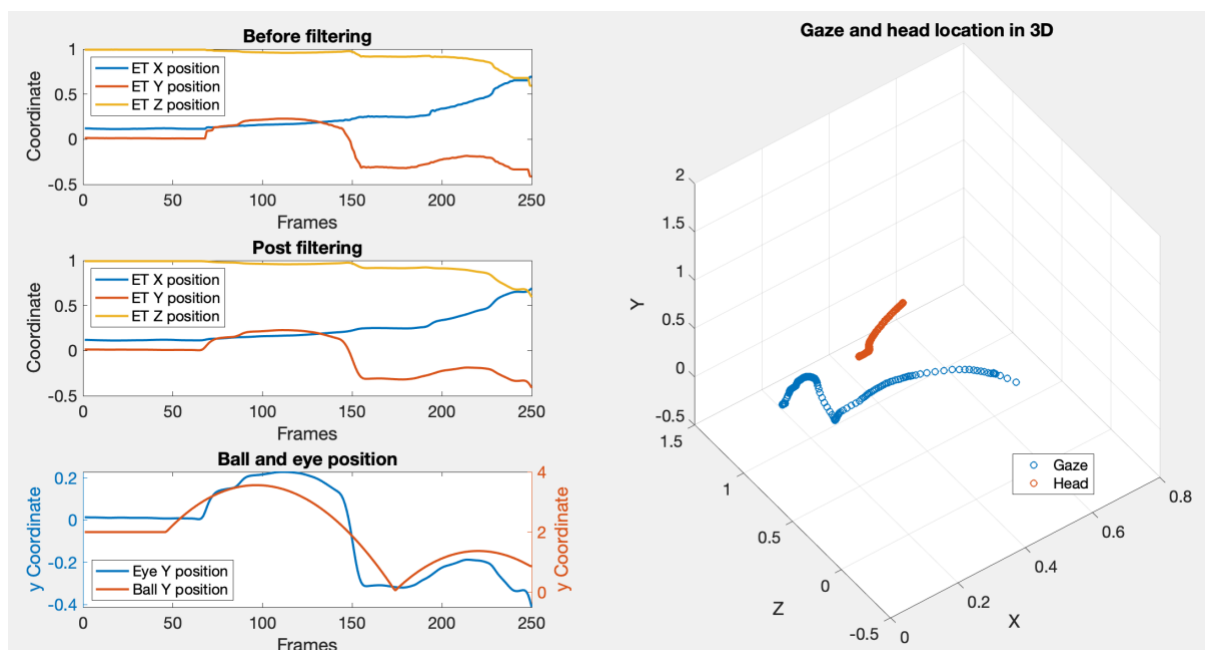 Before filtering
1
0.5
0
-0.5
Coordinate
ET X position
ET Y position
ET Z position
0 50 100 150 200 250
Frames
Post filtering
1
0.5
0
-0.5
Coordinate
ET X position
ET Y position
ET Z position
0 50 100 150 200 250
Frames
Ball and eye position
0.2
0
-0.2
-0.4
y Coordinate
Eye Y position
Ball Y position
4
2
0
y Coordinate
0 50 100 150 200 250
Frames
Gaze and head location in 3D
2
1.5
1
0.5
0
-0.5
Y
1.5
1
0.5
0
-0.5
Z
0
0.2
0.4
0.6
0.8
X
Gaze
Head